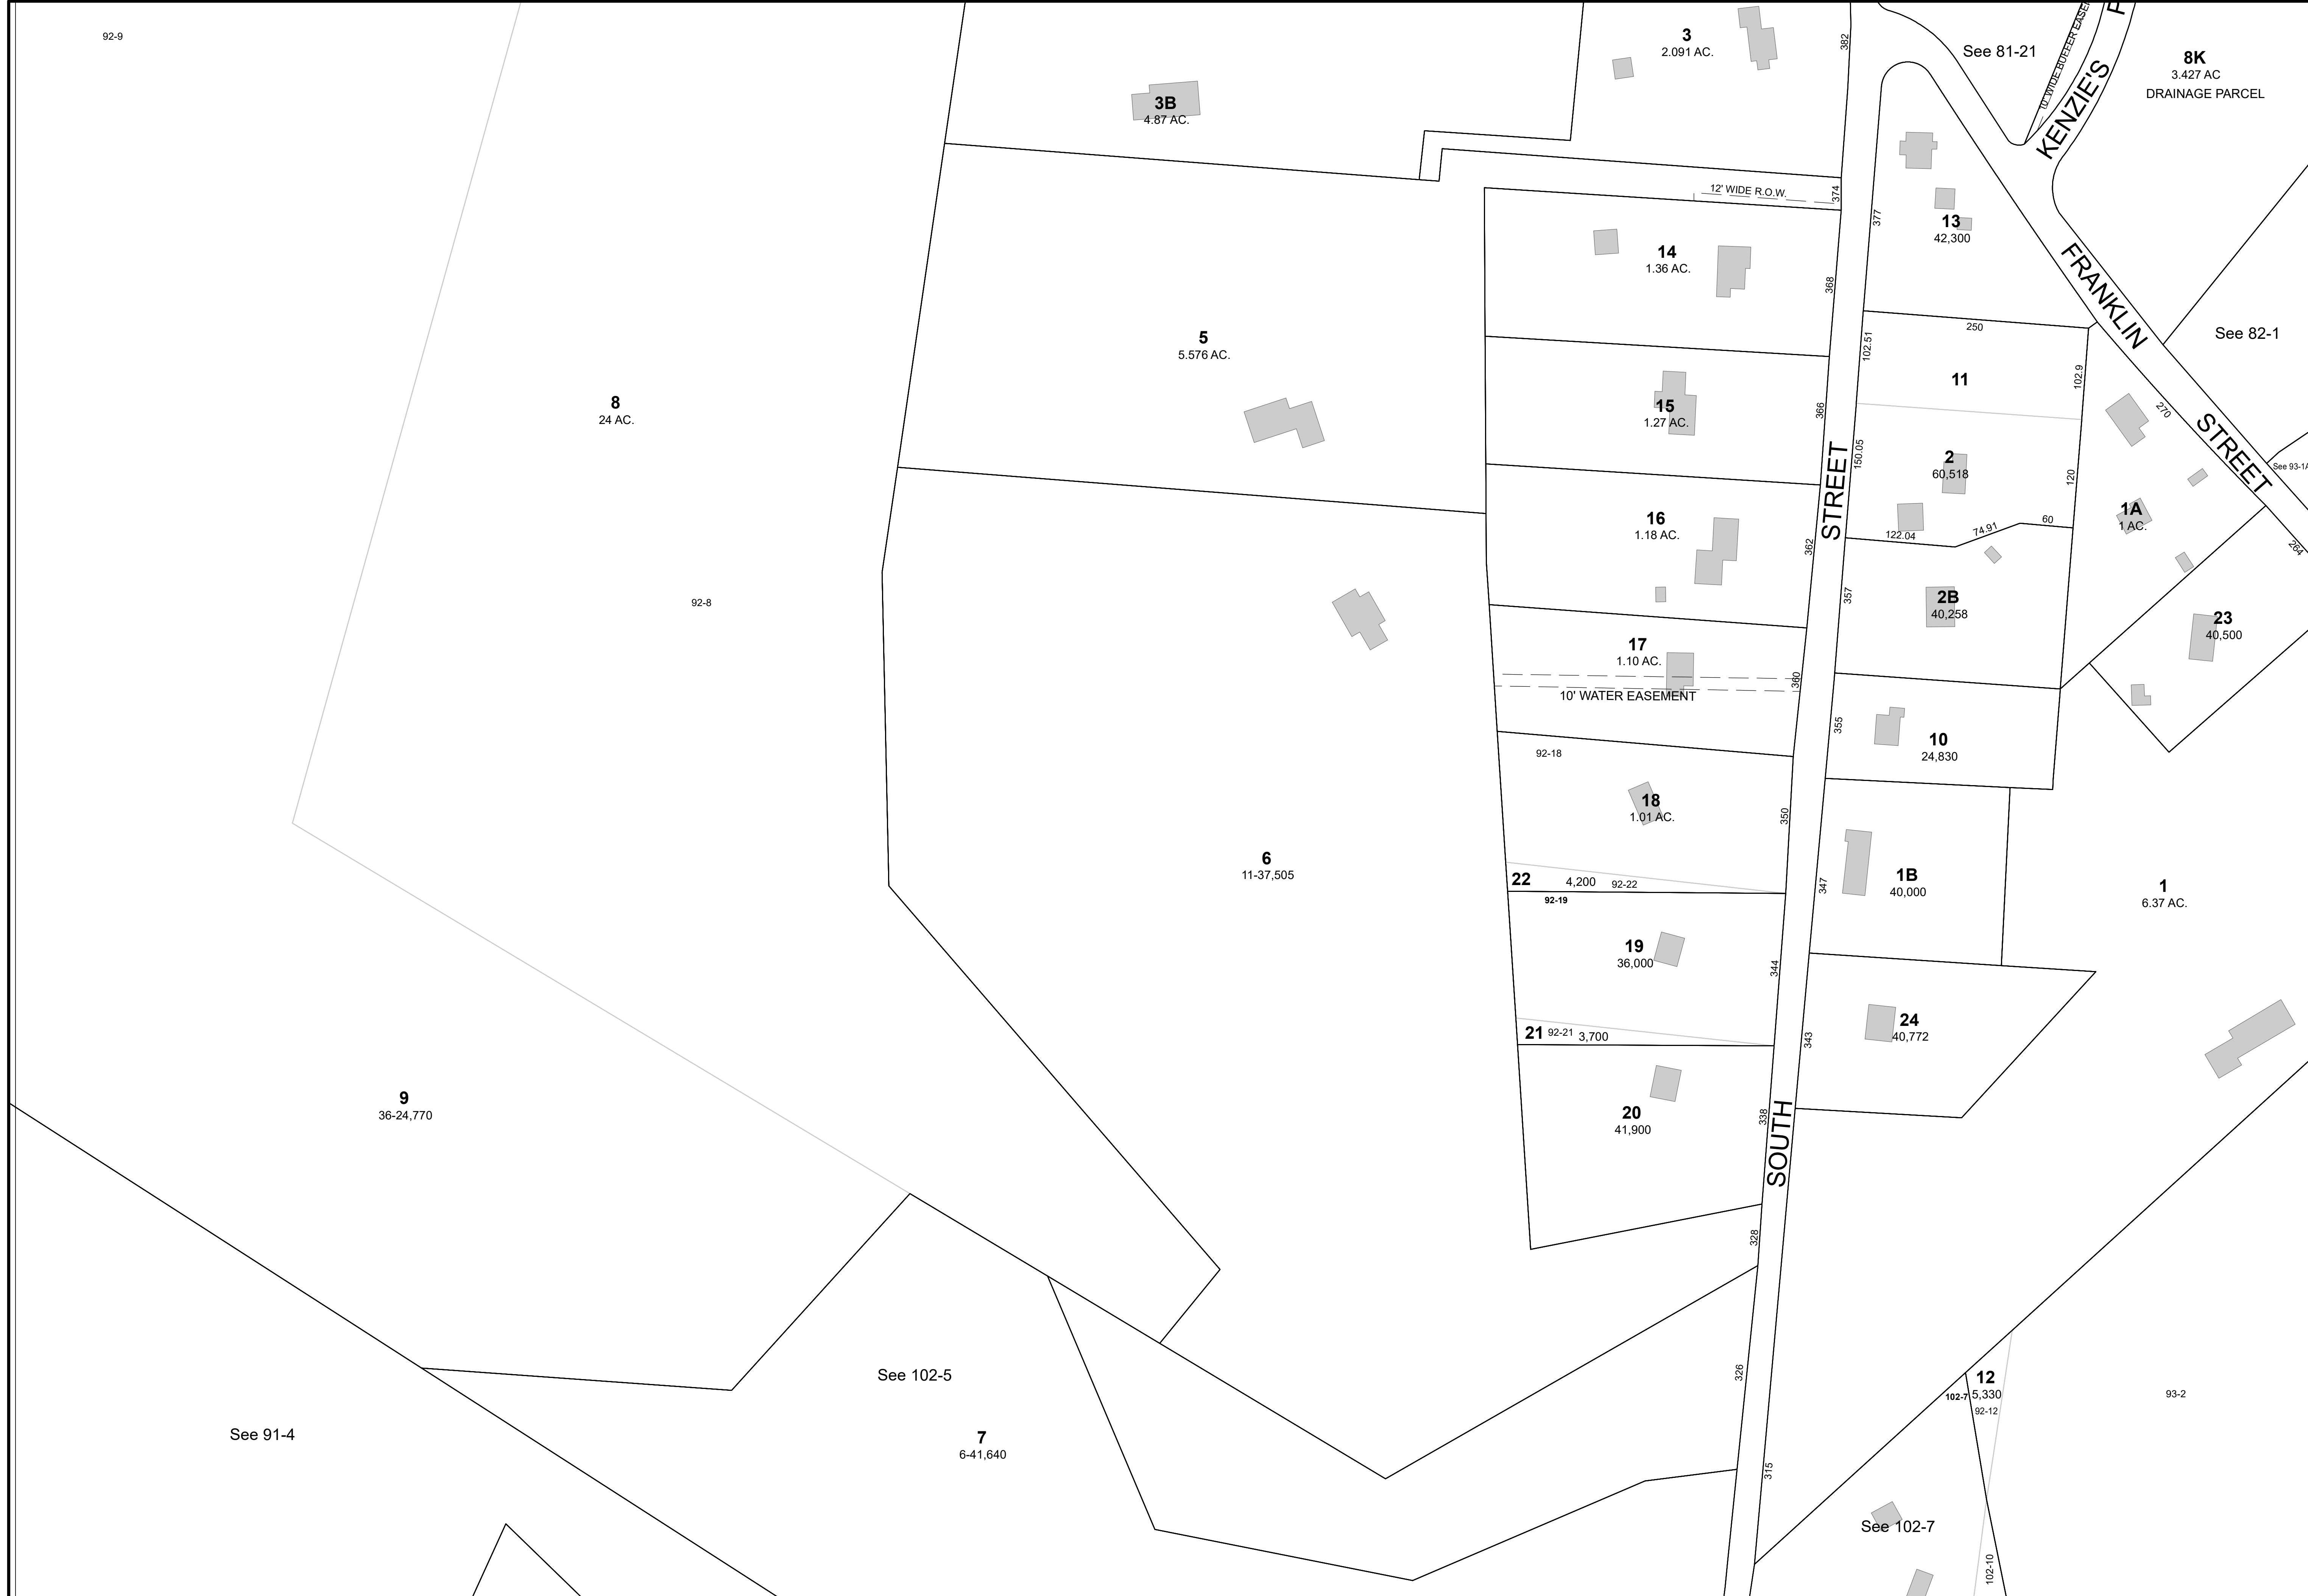 92-9
3
2.091 AC.
382
See 81-21
10' WIDE BUFFER EASE
KENZIE'S
8K
3.427 AC
DRAINAGE PARCEL
3B
4.87 AC.
12' WIDE R.O.W.
374
377
13
42,300
14
1.36 AC.
368
FRANKLIN
STREET
250
See 82-1
5
5.576 AC.
102.51
11
102.9
270
8
24 AC.
15
1.27 AC.
366
STREET
150.05
2
60,518
120
See 93-1A
16
1.18 AC.
362
122.04
74.91
60
1A
1 AC.
264
92-8
357
2B
40,258
23
40,500
17
1.10 AC.
360
10' WATER EASEMENT
355
10
24,830
92-18
18
1.01 AC.
350
6
11-37,505
22
4,200
92-22
92-19
347
1B
40,000
1
6.37 AC.
19
36,000
344
21
92-21
3,700
343
24
40,772
9
36-24,770
20
41,900
338
SOUTH
328
See 102-5
326
12
5,330
102-7
92-12
93-2
See 91-4
7
6-41,640
315
See 102-7
102-10